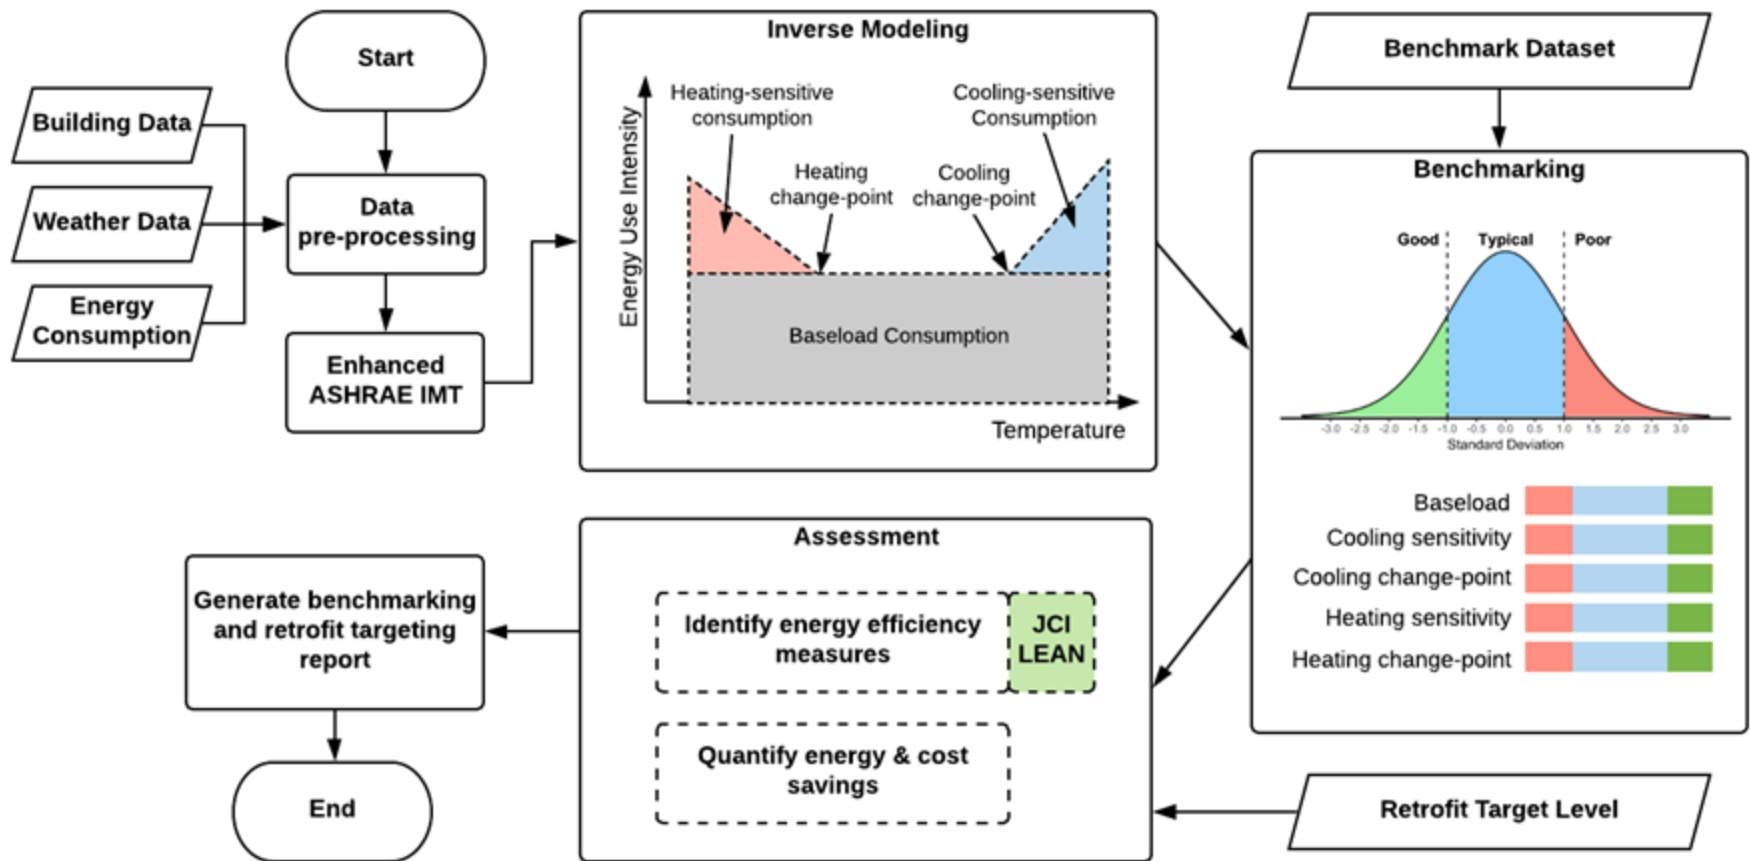 Start
Building Data
Weather Data
Energy
Consumption
Data
pre-processing
Enhanced
ASHRAE IMT
Inverse Modeling
Energy Use Intensity
Heating-sensitive
consumption
Cooling-sensitive
Consumption
Heating
change-point
Cooling
change-point
Baseload Consumption
Temperature
Benchmark Dataset
Benchmarking
Good Typical Poor
-3.0 -2.5 -2.0 -1.5 -1.0 -0.5 0.0 0.5 1.0 1.5 2.0 2.5 3.0
Standard Deviation
Baseload
Cooling sensitivity
Cooling change-point
Heating sensitivity
Heating change-point
Retrofit Target Level
Assessment
Identify energy efficiency
measures
JCI
LEAN
Quantify energy & cost
savings
Generate benchmarking
and retrofit targeting
report
End